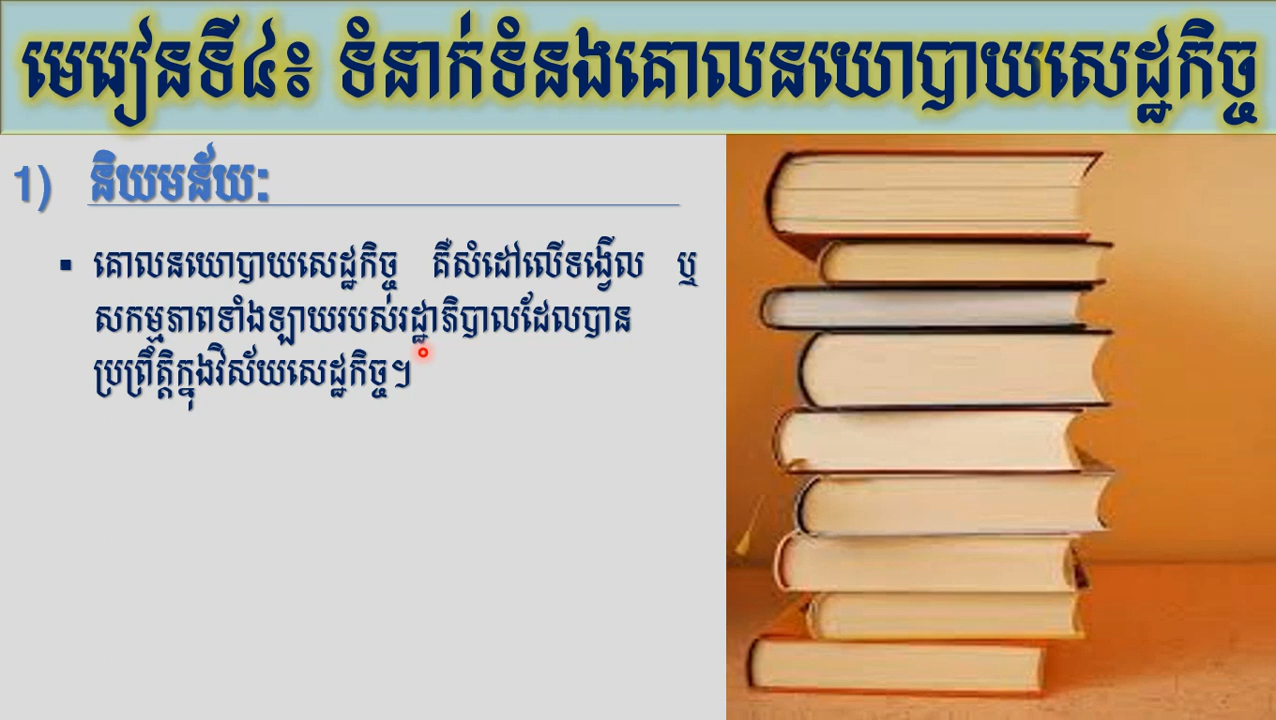 មេរៀនទី៤៖ ទំនាក់ទំនងគោលនយោបាយសេដ្ឋកិច្ច
1) និយមន័យៈ
▪ គោលនយោបាយសេដ្ឋកិច្ច គឺសំដៅលើទង្វើល ឬ
សកម្មភាពទាំងឡាយរបស់រដ្ឋាភិបាលដែលបាន
ប្រព្រឹត្តិក្នុងវិស័យសេដ្ឋកិច្ច។